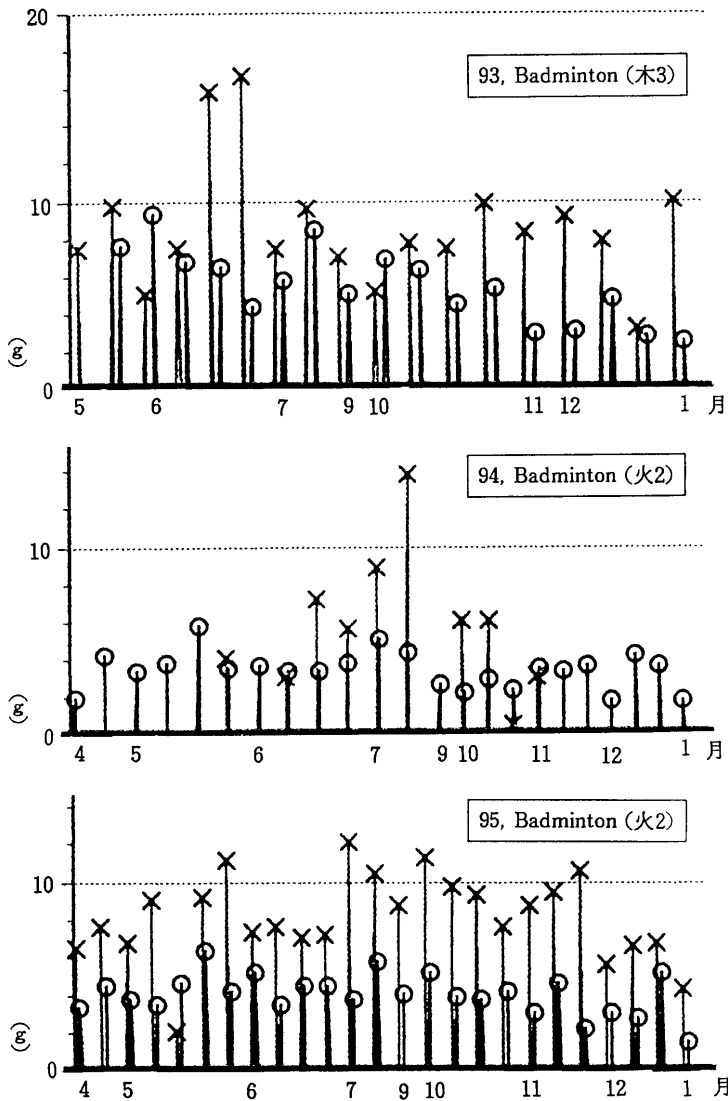 20
93, Badminton (木3)
10
(g)
0
5 6 7 9 10 11 12 1 月
94, Badminton (火2)
10
(g)
0
4 5 6 7 9 10 11 12 1 月
95, Badminton (火2)
10
(g)
0
4 5 6 7 9 10 11 12 1 月